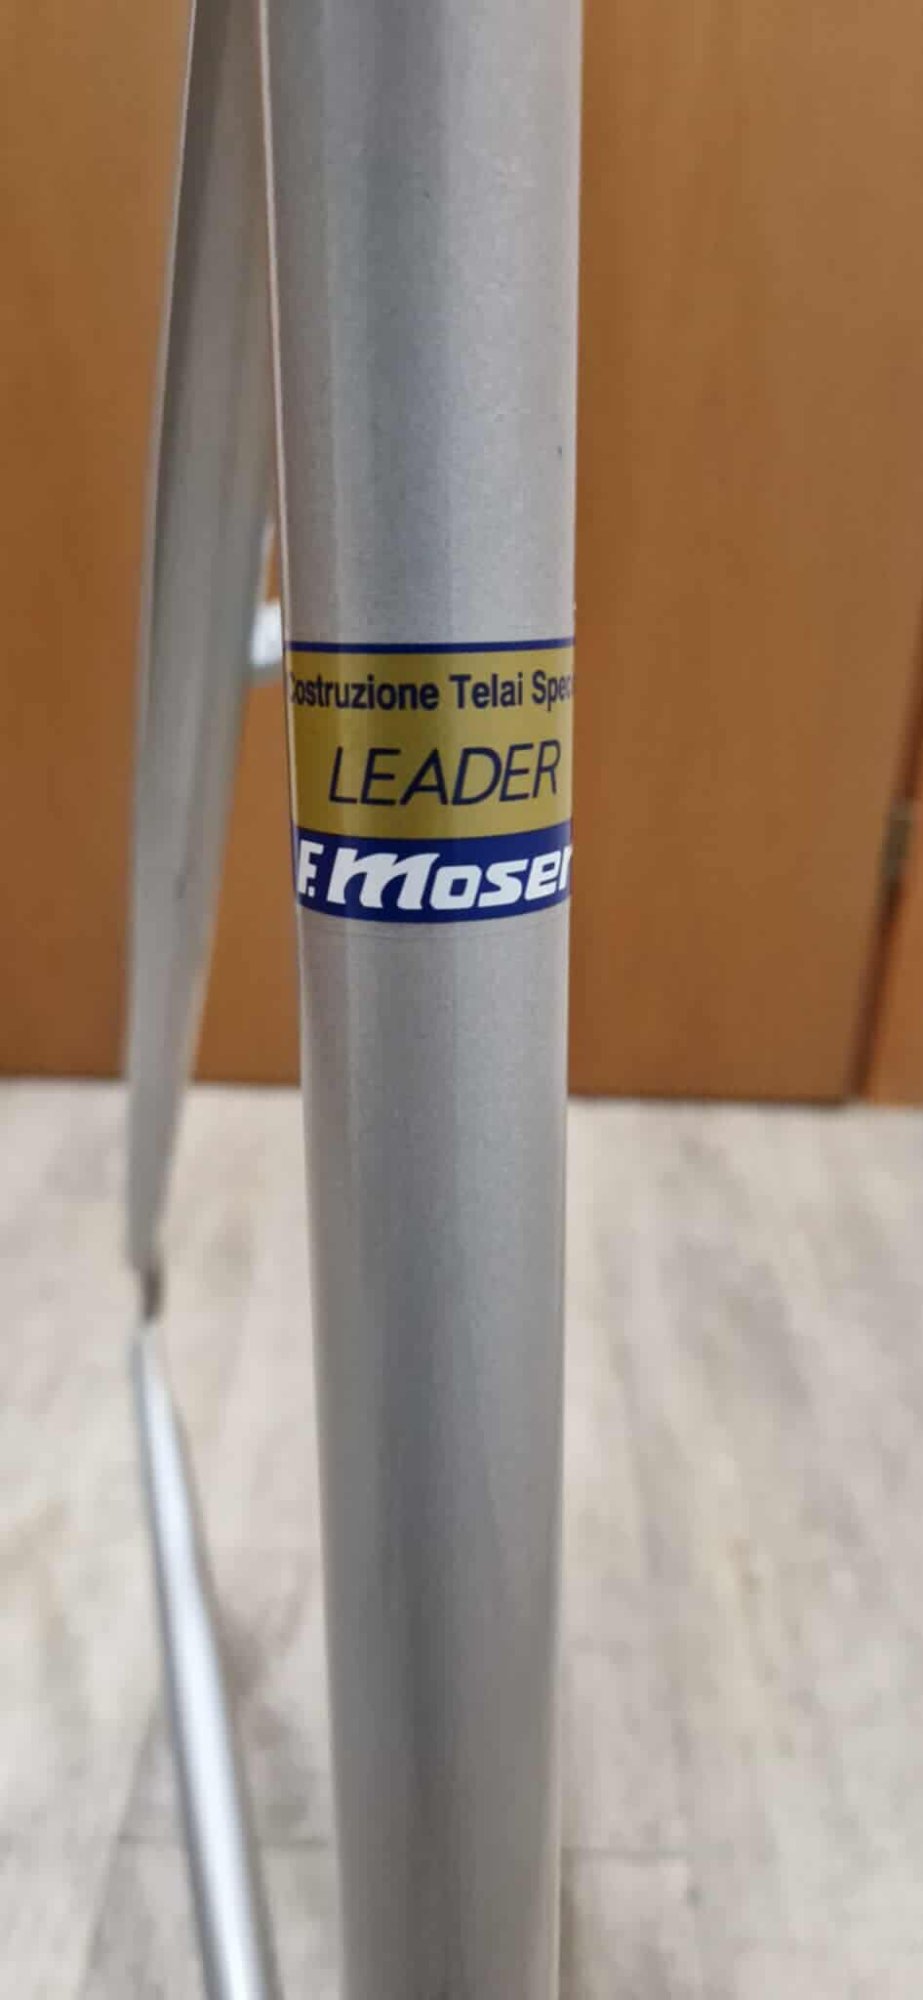 Costruzione Telai Spec
LEADER
F. Moser